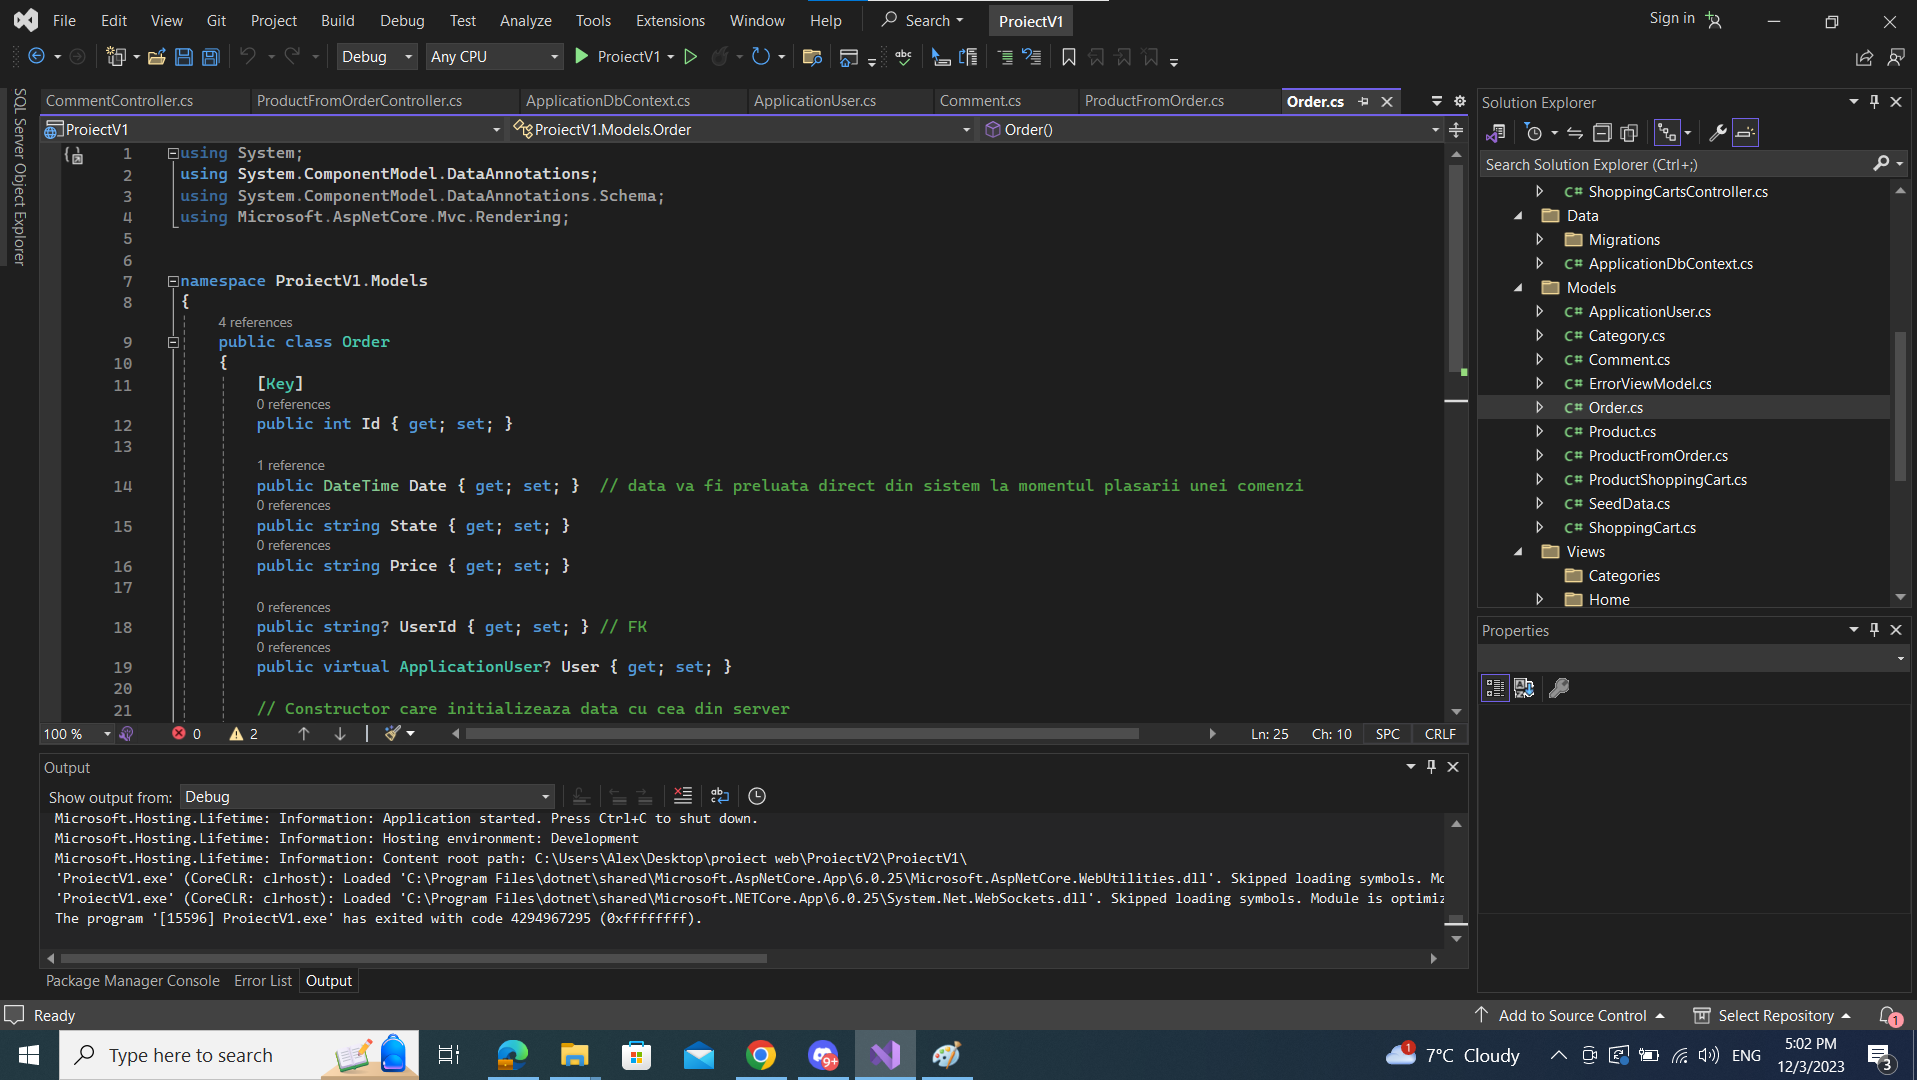 File Edit View Git Project Build Debug Test Analyze Tools Extensions Window Help Search ProiectV1 Sign in
Debug Any CPU ProiectV1
SQL Server Object Explorer
CommentController.cs ProductFromOrderController.cs ApplicationDbContext.cs ApplicationUser.cs Comment.cs ProductFromOrder.cs Order.cs
ProiectV1 ProiectV1.Models.Order Order()
1 using System;
2 using System.ComponentModel.DataAnnotations;
3 using System.ComponentModel.DataAnnotations.Schema;
4 using Microsoft.AspNetCore.Mvc.Rendering;
5
6
7 namespace ProiectV1.Models
8 {
4 references
9 public class Order
10 {
11 [Key]
0 references
12 public int Id { get; set; }
13
1 reference
14 public DateTime Date { get; set; } // data va fi preluata direct din sistem la momentul plasarii unei comenzi
0 references
15 public string State { get; set; }
0 references
16 public string Price { get; set; }
17
0 references
18 public string? UserId { get; set; } // FK
0 references
19 public virtual ApplicationUser? User { get; set; }
20
21 // Constructor care initializeaza data cu cea din server
100 % 0 2 Ln: 25 Ch: 10 SPC CRLF
Output
Show output from: Debug
Microsoft.Hosting.Lifetime: Information: Application started. Press Ctrl+C to shut down.
Microsoft.Hosting.Lifetime: Information: Hosting environment: Development
Microsoft.Hosting.Lifetime: Information: Content root path: C:\Users\Alex\Desktop\proiect web\ProiectV2\ProiectV1\
'ProiectV1.exe' (CoreCLR: clrhost): Loaded 'C:\Program Files\dotnet\shared\Microsoft.AspNetCore.App\6.0.25\Microsoft.AspNetCore.WebUtilities.dll'. Skipped loading symbols. Mo
'ProiectV1.exe' (CoreCLR: clrhost): Loaded 'C:\Program Files\dotnet\shared\Microsoft.NETCore.App\6.0.25\System.Net.WebSockets.dll'. Skipped loading symbols. Module is optimiz
The program '[15596] ProiectV1.exe' has exited with code 4294967295 (0xffffffff).
Package Manager Console Error List Output
Solution Explorer
Search Solution Explorer (Ctrl+;)
C# ShoppingCartsController.cs
Data
Migrations
C# ApplicationDbContext.cs
Models
C# ApplicationUser.cs
C# Category.cs
C# Comment.cs
C# ErrorViewModel.cs
C# Order.cs
C# Product.cs
C# ProductFromOrder.cs
C# ProductShoppingCart.cs
C# SeedData.cs
C# ShoppingCart.cs
Views
Categories
Home
Properties
Ready Add to Source Control Select Repository 1
Type here to search 9+ 1 7°C Cloudy ENG 5:02 PM 3
12/3/2023